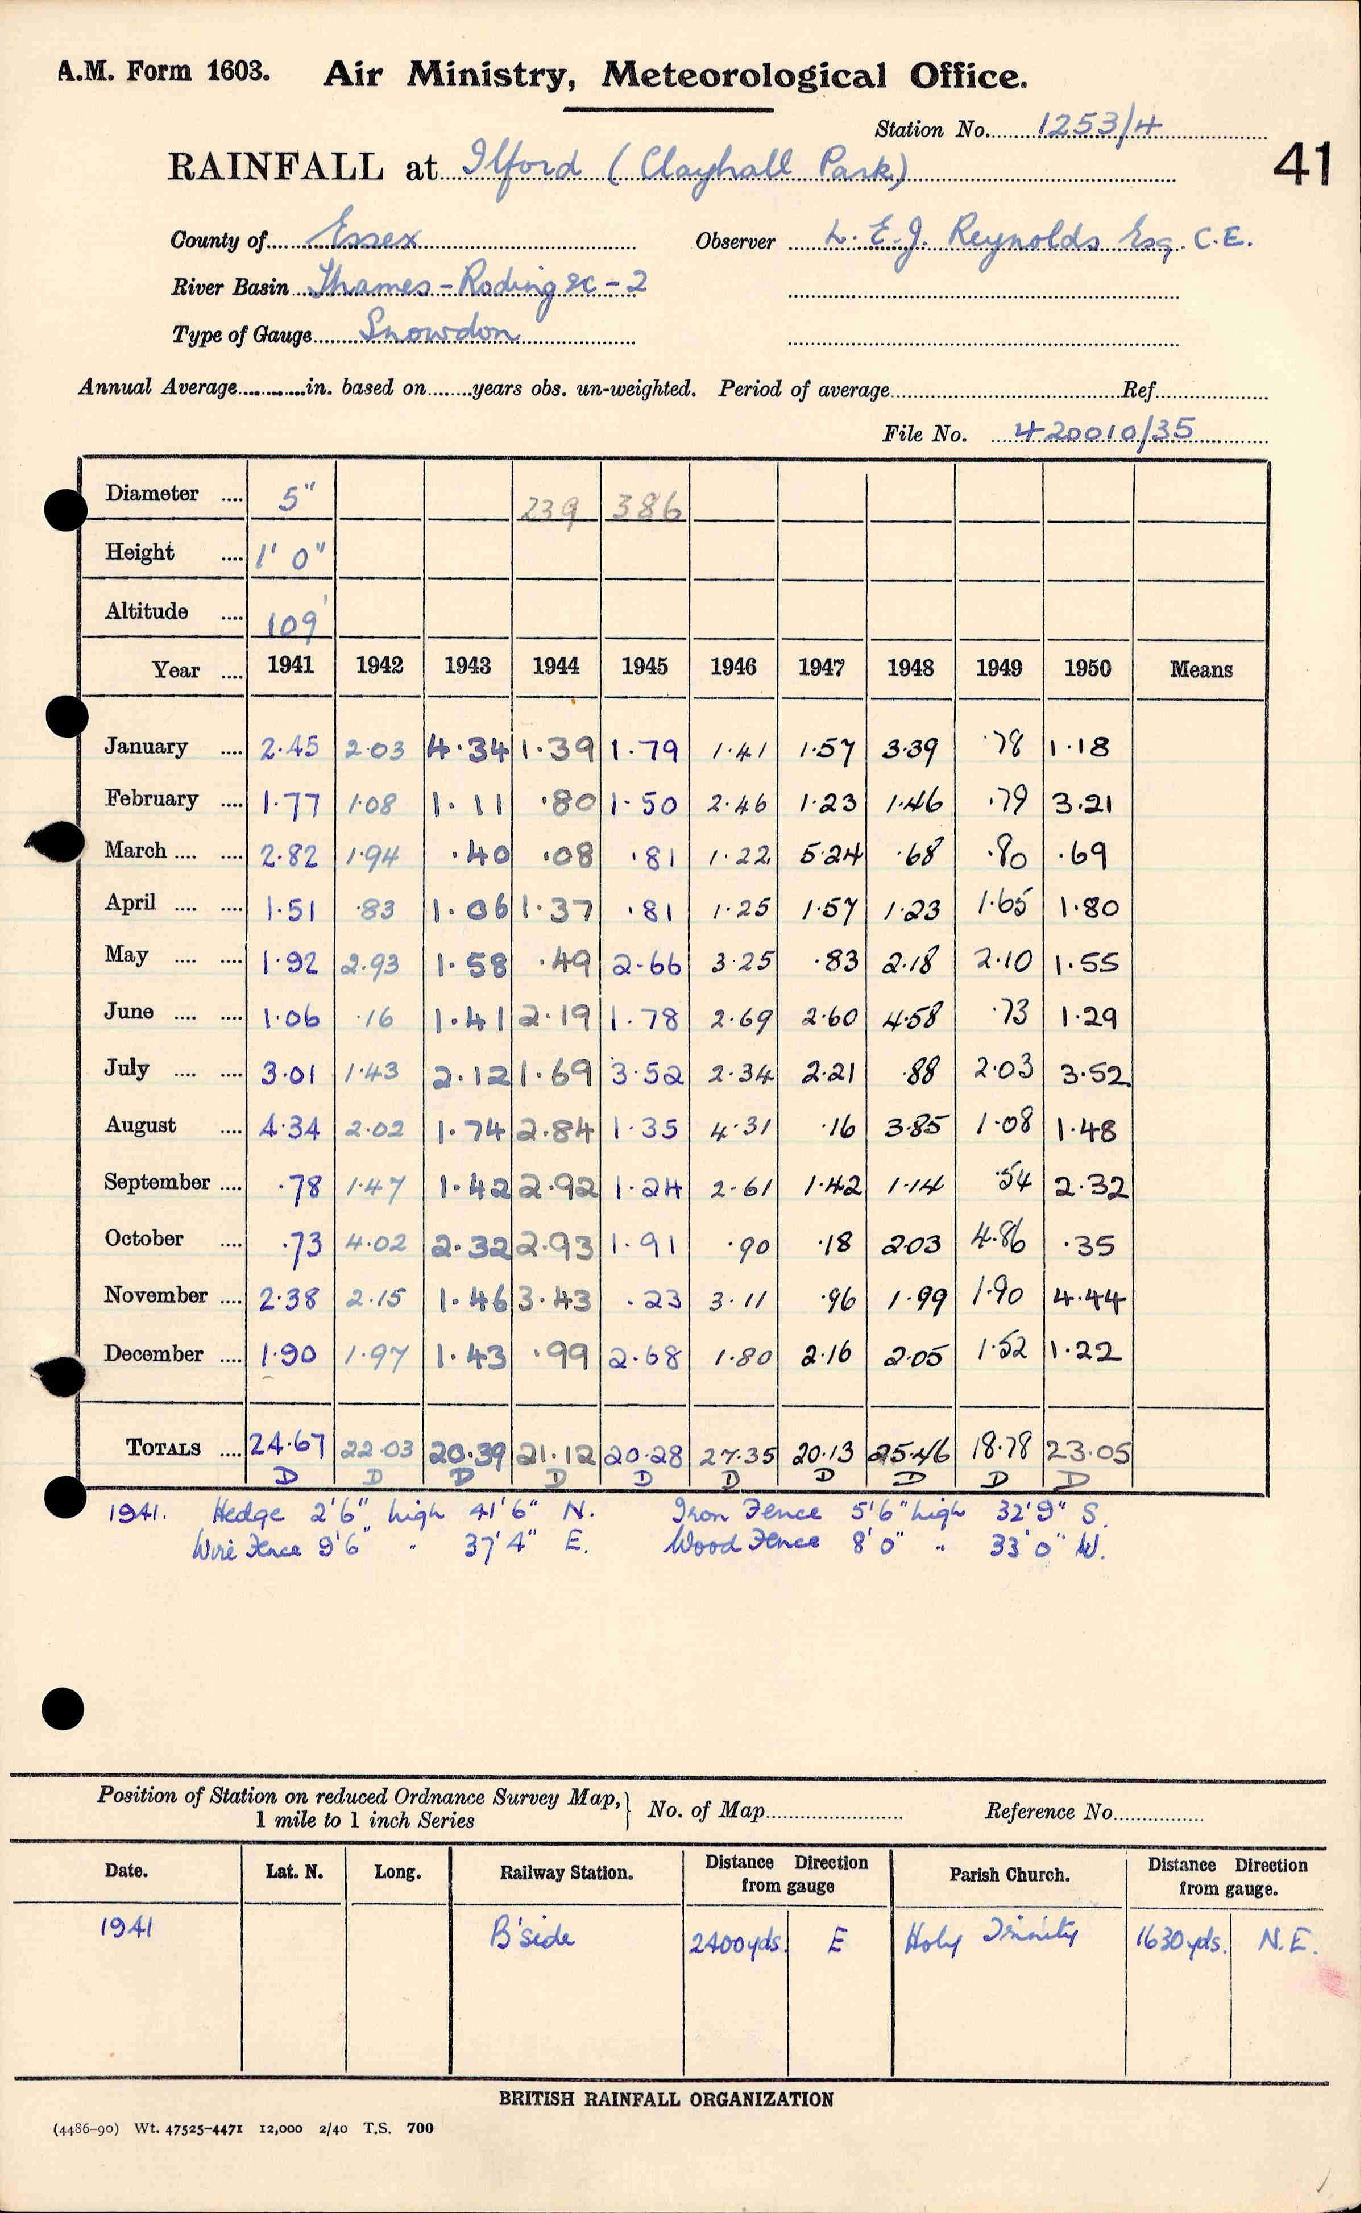 A.M. Form 1603. Air Ministry, Meteorological Office.
Station No. 1253/4
41
RAINFALL at Ilford (Clayhall Park)
County of Essex Observer L. E. J. Reynolds Esq. C.E.
River Basin Thames - Roding 2c - 2
Type of Gauge Snowdon
Annual Average in. based on years obs. un-weighted. Period of average Ref.
File No. 420010/35
Diameter 5" 239 386
Height 1' 0"
Altitude 109'
Year 1941 1942 1943 1944 1945 1946 1947 1948 1949 1950 Means
January 2.45 2.03 4.34 1.39 1.79 1.41 1.57 3.39 .78 1.18
February 1.77 1.08 1.11 .80 1.50 2.46 1.23 1.46 .79 3.21
March 2.82 1.94 .40 .08 .81 1.22 5.24 .68 .80 .69
April 1.51 .83 1.06 1.37 .81 1.25 1.57 1.23 1.65 1.80
May 1.92 2.93 1.58 .49 2.66 3.25 .83 2.18 2.10 1.55
June 1.06 .16 1.41 2.19 1.78 2.69 2.60 4.58 .73 1.29
July 3.01 1.43 2.12 1.69 3.52 2.34 2.21 .88 2.03 3.52
August 4.34 2.02 1.74 2.84 1.35 4.31 .16 3.85 1.08 1.48
September .78 1.47 1.42 2.92 1.24 2.61 1.42 1.14 .54 2.32
October .73 4.02 2.32 2.93 1.91 .90 .18 2.03 4.86 .35
November 2.38 2.15 1.46 3.43 .23 3.11 .96 1.99 1.90 4.44
December 1.90 1.97 1.43 .99 2.68 1.80 2.16 2.05 1.52 1.22
TOTALS 24.67 22.03 20.39 21.12 20.28 27.35 20.13 25.46 18.78 23.05
D D D D D D D D D D
1941. Hedge 2'6" high 41'6" N. Iron Fence 5'6" high 32'9" S.
Wire Fence 9'6" " 37'4" E. Wood Fence 8'0" " 33'0" W.
Position of Station on reduced Ordnance Survey Map, } No. of Map Reference No.
1 mile to 1 inch Series
Date. Lat. N. Long. Railway Station. Distance Direction from gauge Parish Church. Distance Direction from gauge.
1941 B'side 2400yds. E Holy Trinity 1630yds. N.E.
BRITISH RAINFALL ORGANIZATION
(4486-90) Wt. 47525-4471 12,000 2/40 T.S. 700